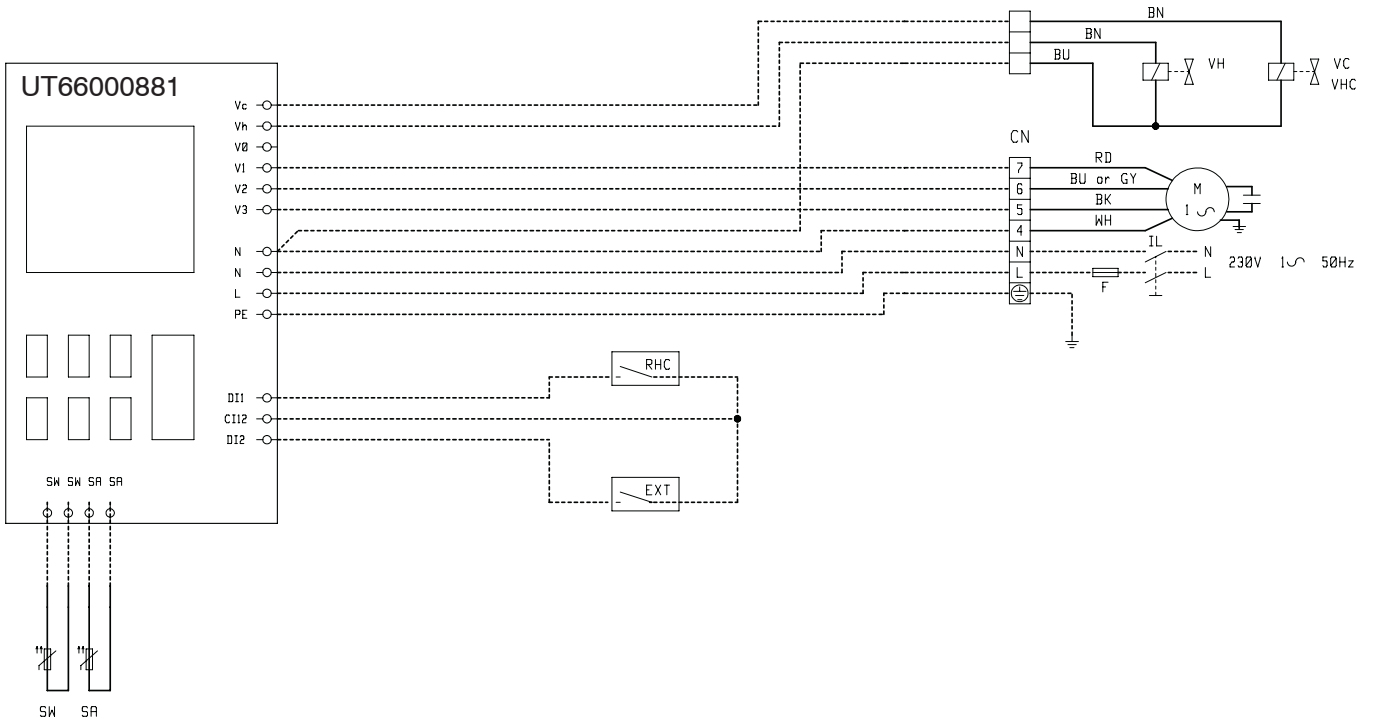 BN
BN
BU
VH
VC
VHC
UT66000881
Vc
Vh
V0
V1
V2
V3
N
N
L
PE
CN
7
6
5
4
N
L
RD
BU or GY
BK
WH
M
1
IL
F
N
L
230V 1 50Hz
RHC
DI1
CI12
DI2
EXT
SW SW SA SA
SW SA